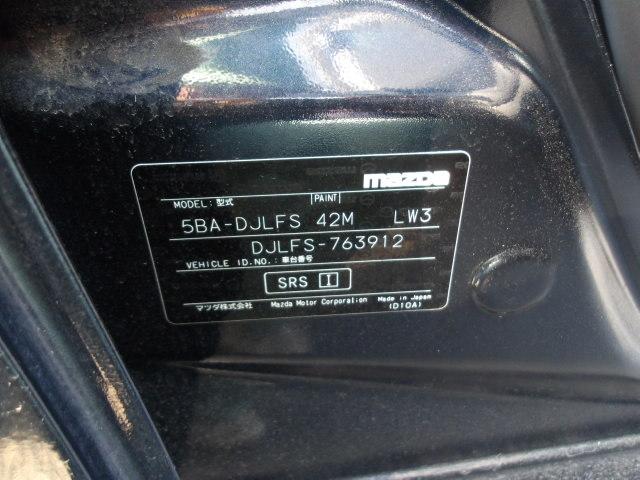 mazda
MODEL: 型式 PAINT
5BA-DJLFS 42M LW3
DJLFS-763912
VEHICLE ID.NO.: 車台番号
SRS I
マツダ株式会社 Mazda Motor Corporation Made in Japan
(D10A)